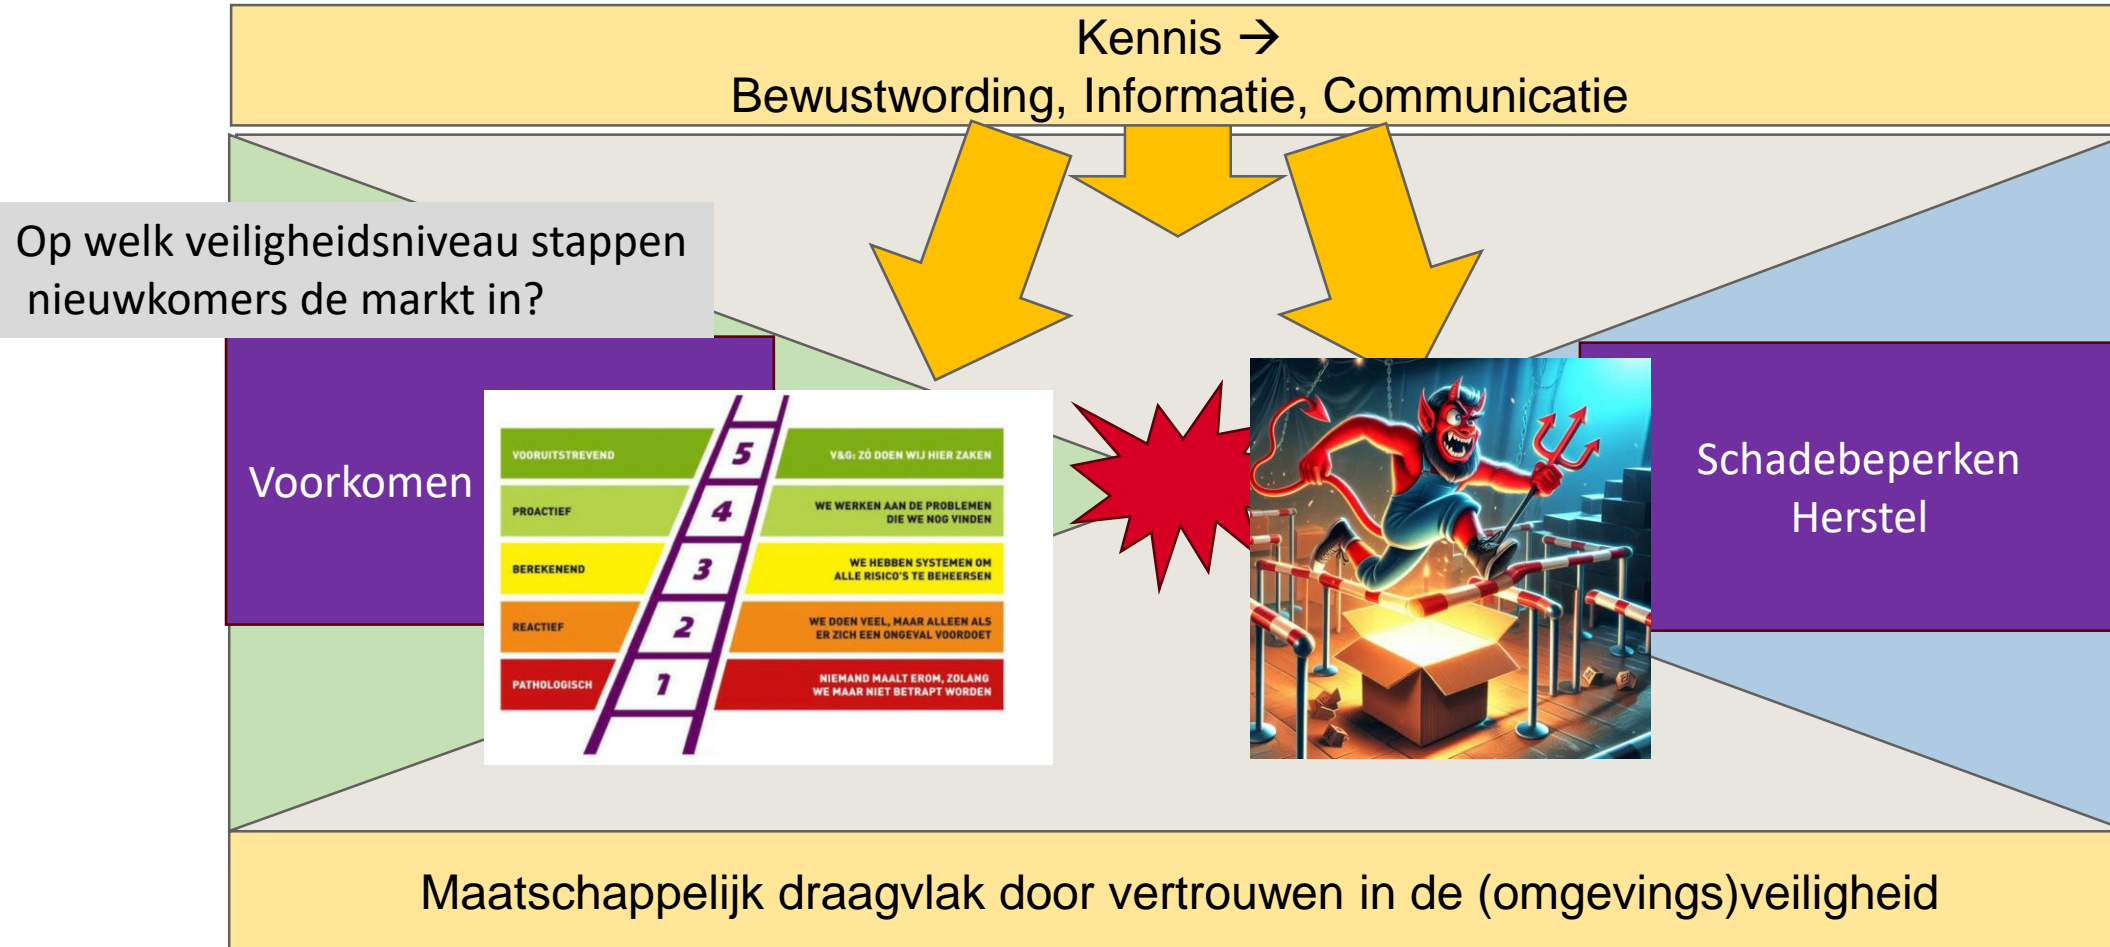 Kennis →
Bewustwording, Informatie, Communicatie
Op welk veiligheidsniveau stappen
nieuwkomers de markt in?
Voorkomen
VOORUITSTREVEND
5
V&G: ZÓ DOEN WIJ HIER ZAKEN
PROACTIEF
4
WE WERKEN AAN DE PROBLEMEN
DIE WE NOG VINDEN
BEREKENEND
3
WE HEBBEN SYSTEMEN OM
ALLE RISICO'S TE BEHEERSEN
REACTIEF
2
WE DOEN VEEL, MAAR ALLEEN ALS
ER ZICH EEN ONGEVAL VOORDOET
PATHOLOGISCH
1
NIEMAND MAALT EROM, ZOLANG
WE MAAR NIET BETRAPT WORDEN
Schadebeperken
Herstel
Maatschappelijk draagvlak door vertrouwen in de (omgevings)veiligheid